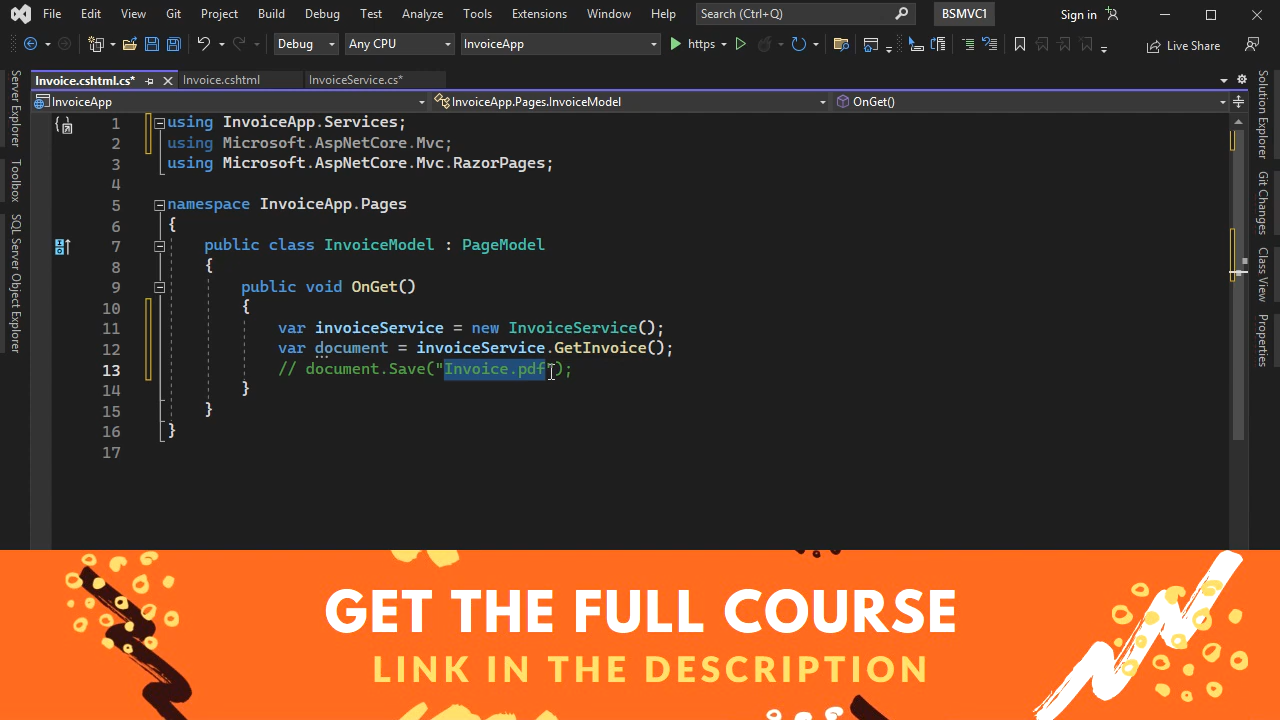 File Edit View Git Project Build Debug Test Analyze Tools Extensions Window Help Search (Ctrl+Q) BSMVC1 Sign in
Debug Any CPU InvoiceApp https Live Share
Invoice.cshtml.cs* Invoice.cshtml InvoiceService.cs*
InvoiceApp InvoiceApp.Pages.InvoiceModel OnGet()
Server Explorer
Toolbox
SQL Server Object Explorer
1 using InvoiceApp.Services;
2 using Microsoft.AspNetCore.Mvc;
3 using Microsoft.AspNetCore.Mvc.RazorPages;
4
5 namespace InvoiceApp.Pages
6 {
7 public class InvoiceModel : PageModel
8 {
9 public void OnGet()
10 {
11 var invoiceService = new InvoiceService();
12 var document = invoiceService.GetInvoice();
13 // document.Save("Invoice.pdf");
14 }
15 }
16 }
17
Solution Explorer
Git Changes
Class View
Properties
GET THE FULL COURSE
LINK IN THE DESCRIPTION